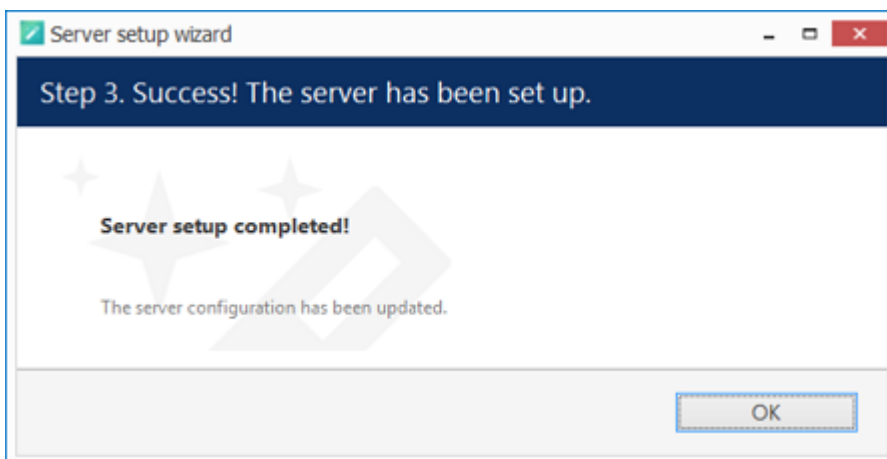 Server setup wizard
Step 3. Success! The server has been set up.
Server setup completed!
The server configuration has been updated.
OK